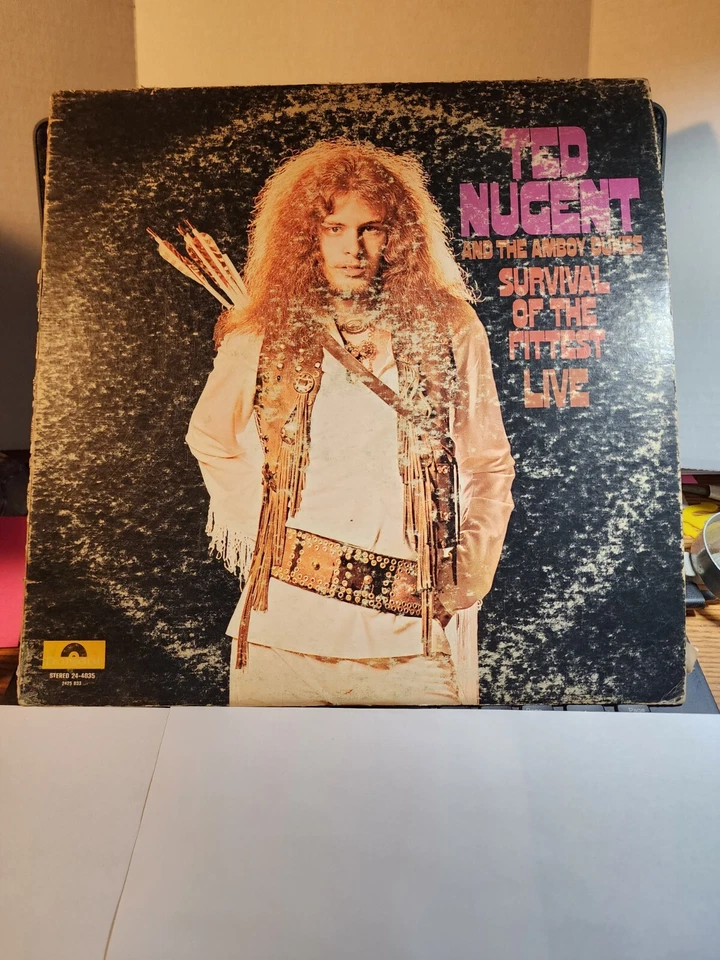 TED
NUGENT
AND THE AMBOY DUKES
SURVIVAL
OF THE
FITTEST
LIVE
STEREO 24-4035